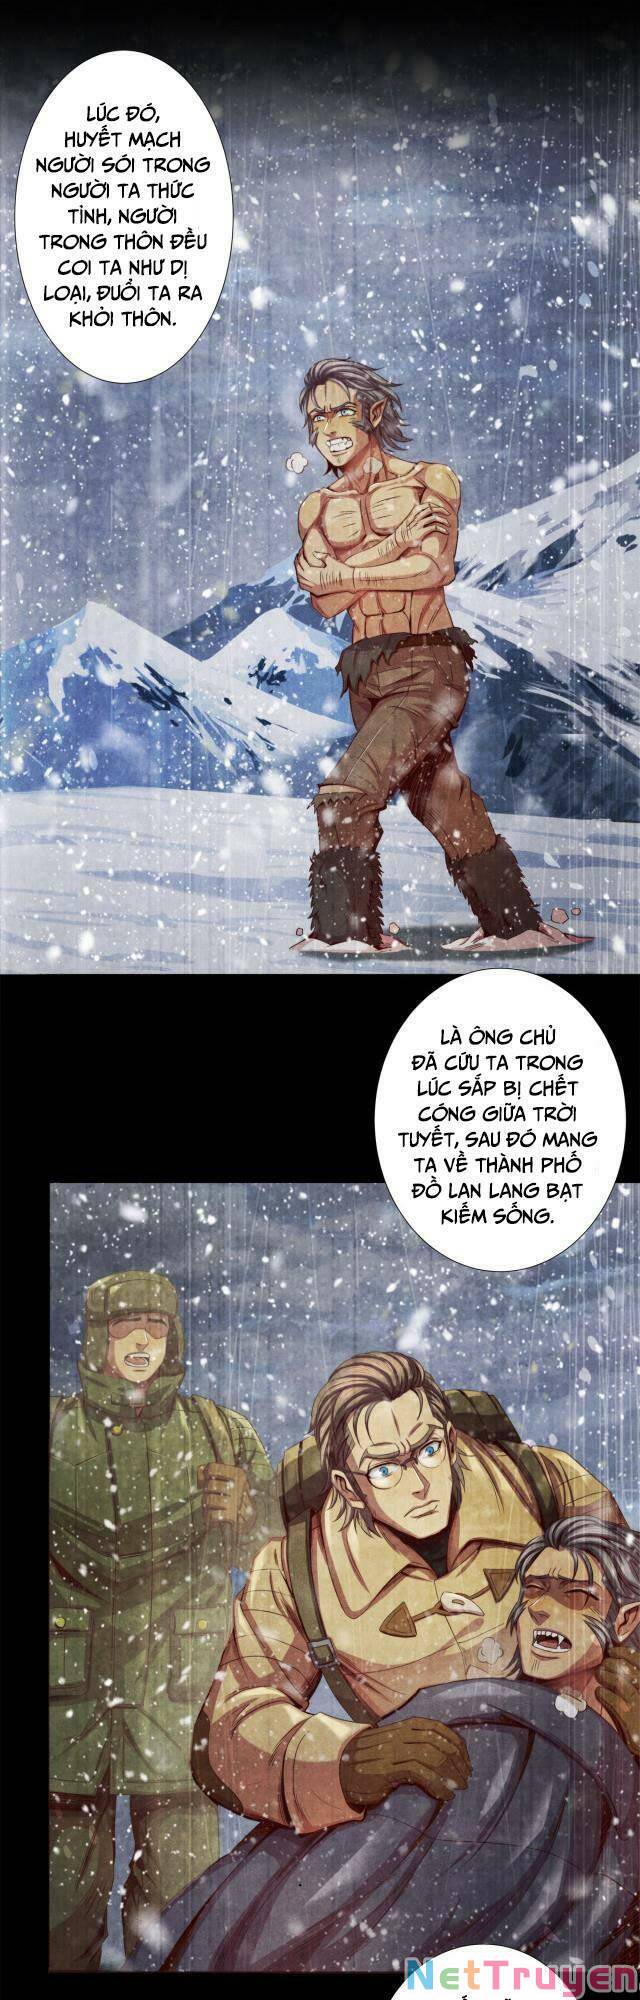 LÚC ĐÓ,
HUYẾT MẠCH
NGƯỜI SÓI TRONG
NGƯỜI TA THỨC
TỈNH, NGƯỜI
TRONG THÔN ĐỀU
COI TA NHƯ DỊ
LOẠI, ĐUỔI TA RA
KHỎI THÔN.
LÀ ÔNG CHỦ
ĐÃ CỨU TA TRONG
LÚC SẮP BỊ CHẾT
CÓNG GIỮA TRỜI
TUYẾT, SAU ĐÓ MANG
TA VỀ THÀNH PHỐ
ĐỒ LAN LANG BẠT
KIẾM SỐNG.
NETTRUYEN